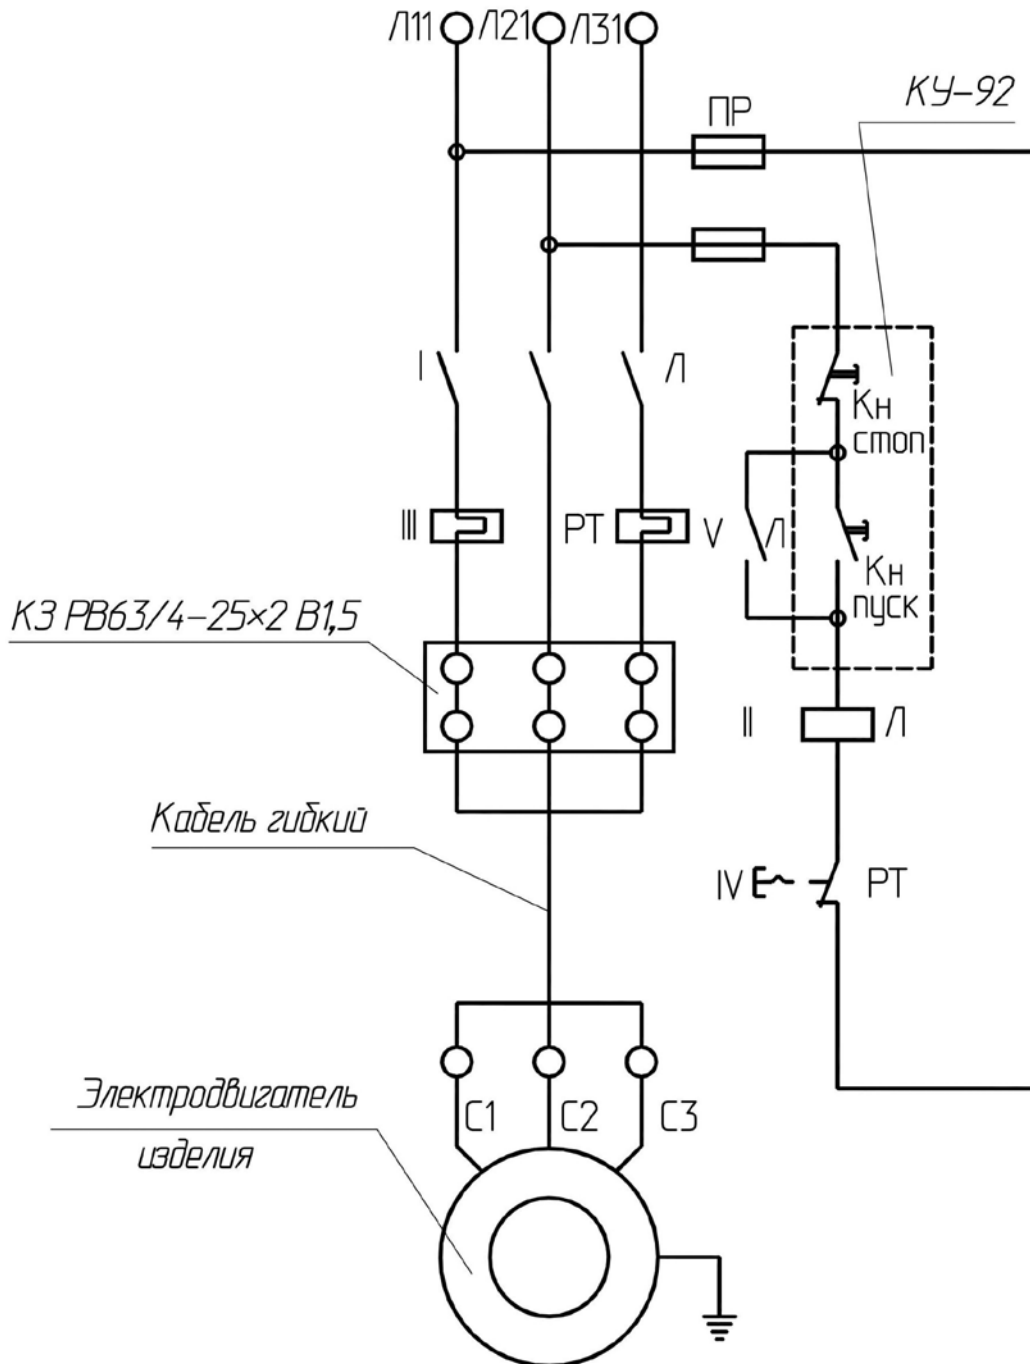 Л11 Л21 Л31
КУ-92
ПР
I
Л
Кн
стоп
III
РТ
V
Л
Кн
пуск
КЗ РВ63/4-25×2 В1,5
II
Л
Кабель гибкий
IV
РТ
Электродвигатель
изделия
С1
С2
С3